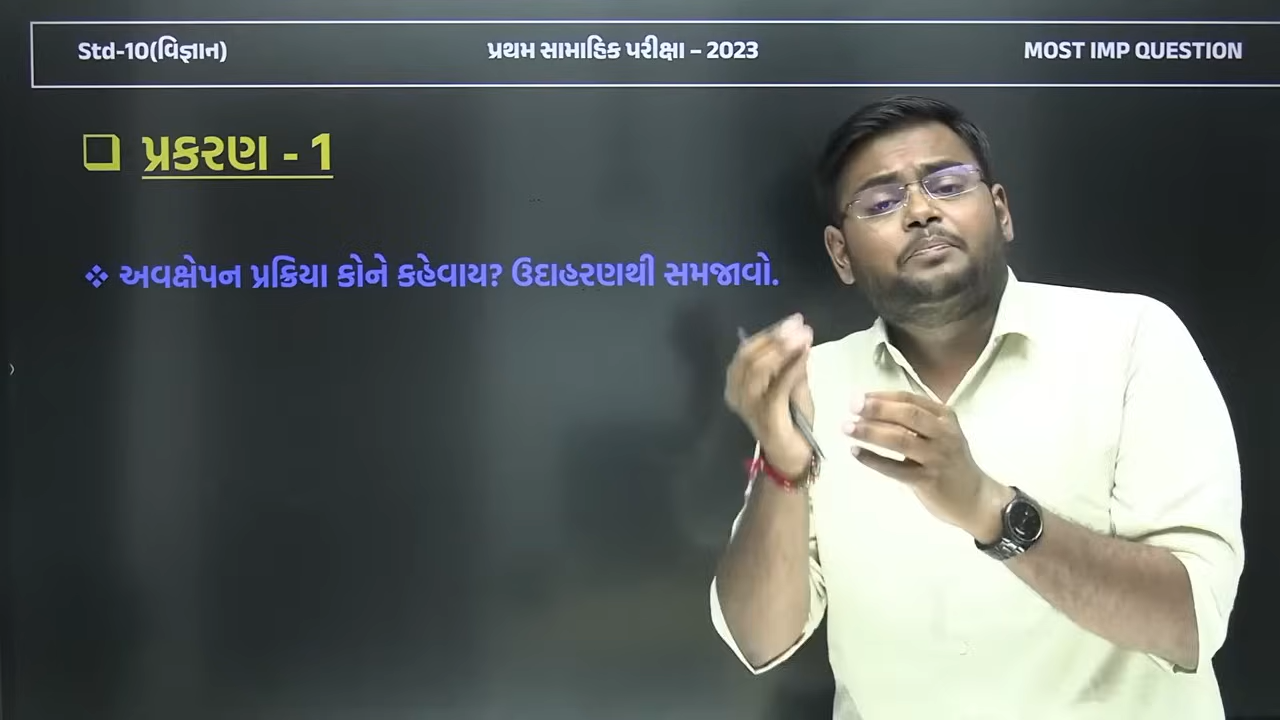 Std-10(વિજ્ઞાન) પ્રથમ સામાહિક પરીક્ષા – 2023 MOST IMP QUESTION
પ્રકરણ - 1
અવક્ષેપન પ્રક્રિયા કોને કહેવાય? ઉદાહરણથી સમજાવો.